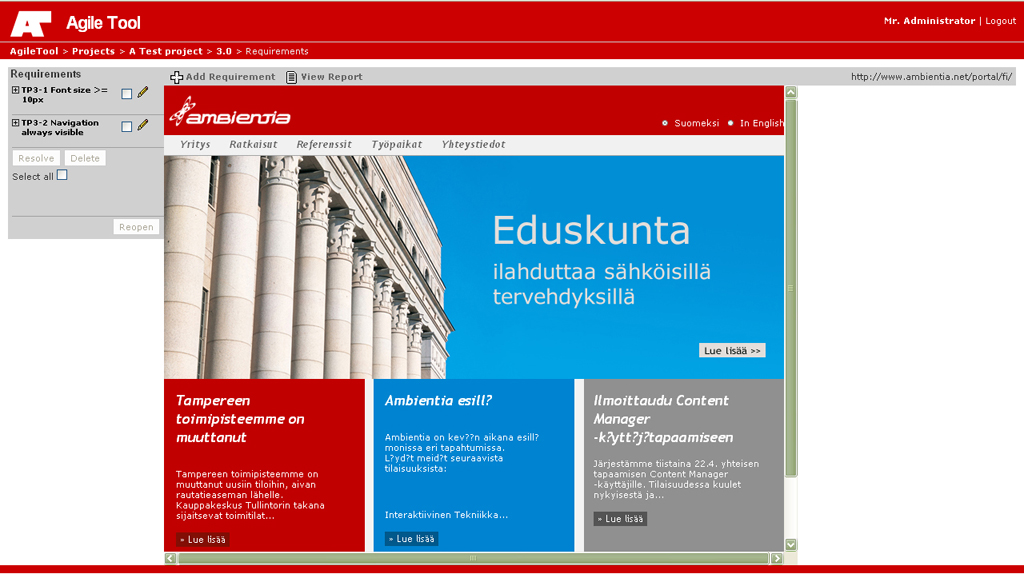 AT Agile Tool
Mr. Administrator | Logout
AgileTool > Projects > A Test project > 3.0 > Requirements
Requirements
TP3-1 Font size >=
10px
TP3-2 Navigation
always visible
Resolve Delete
Select all
Reopen
Add Requirement View Report
http://www.ambientia.net/portal/fi/
ambientia
Suomeksi In English
Yritys Ratkaisut Referenssit Työpaikat Yhteystiedot
Eduskunta
ilahduttaa sähköisillä
tervehdyksillä
Lue lisää >>
Tampereen
toimipisteemme on
muuttanut
Tampereen toimipisteemme on
muuttanut uusiin tiloihin, aivan
rautatieaseman lähelle.
Kauppakeskus Tullintorin takana
sijaitsevat toimitilat...
» Lue lisää
Ambientia esill?
Ambientia on kev??n aikana esill?
monissa eri tapahtumissa.
L?yd?t meid?t seuraavista
tilaisuuksista:
Interaktiivinen Tekniikka...
» Lue lisää
Ilmoittaudu Content
Manager
-k?ytt?j?tapaamiseen
Järjestämme tiistaina 22.4. yhteisen
tapaamisen Content Manager
-käyttäjille. Tilaisuudessa kuulet
nykyisestä ja...
» Lue lisää